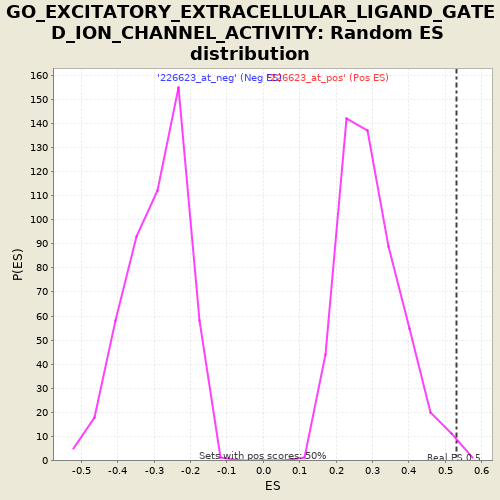 GO_EXCITATORY_EXTRACELLULAR_LIGAND_GATE
D_ION_CHANNEL_ACTIVITY: Random ES
distribution
'226623_at_neg' (Neg ES) '226623_at_pos' (Pos ES)
160
150
140
130
120
110
100
90
80
70
60
50
40
30
20
10
0
P(ES)
Sets with pos scores: 50%
Real ES 0.5
-0.5 -0.4 -0.3 -0.2 -0.1 0.0 0.1 0.2 0.3 0.4 0.5 0.6
ES